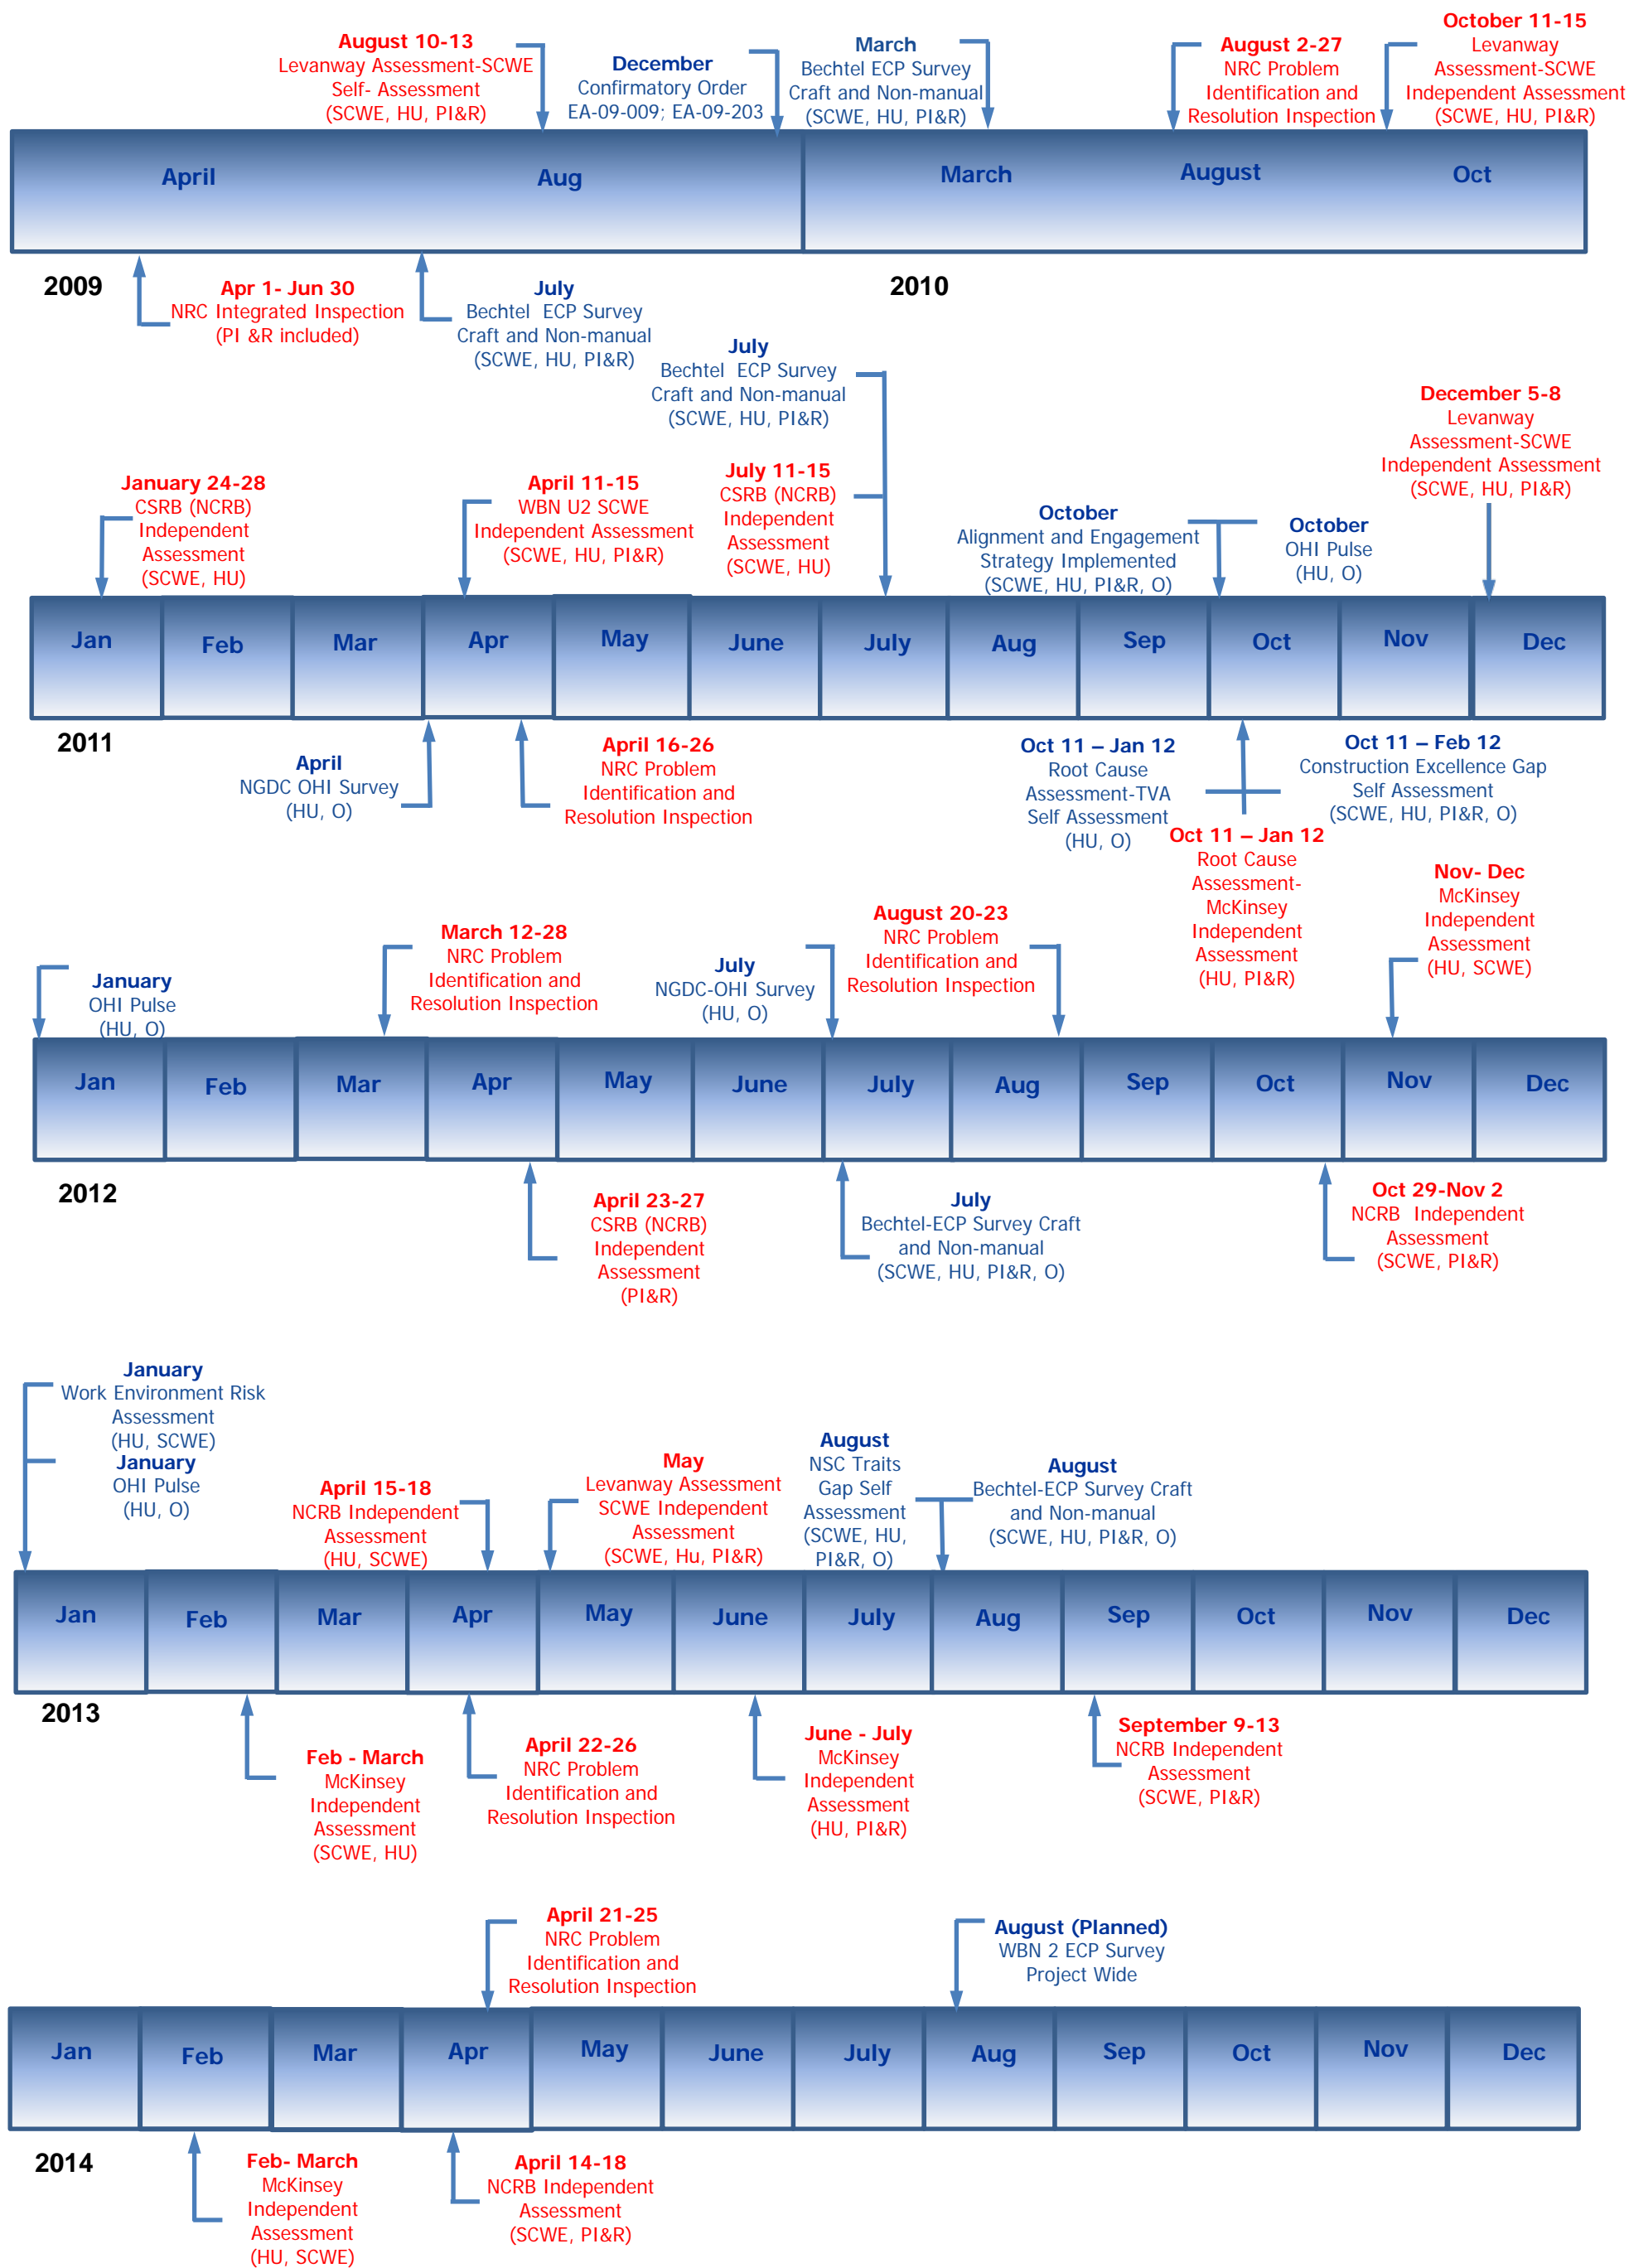 August 10-13
Levanway Assessment-SCWE
Self- Assessment
(SCWE, HU, PI&R)
December
Confirmatory Order
EA-09-009; EA-09-203
March
Bechtel ECP Survey
Craft and Non-manual
(SCWE, HU, PI&R)
August 2-27
NRC Problem
Identification and
Resolution Inspection
October 11-15
Levanway
Assessment-SCWE
Independent Assessment
(SCWE, HU, PI&R)
April
Aug
March
August
Oct
2009
2010
Apr 1- Jun 30
NRC Integrated Inspection
(PI &R included)
July
Bechtel  ECP Survey
Craft and Non-manual
(SCWE, HU, PI&R)
July
Bechtel  ECP Survey
Craft and Non-manual
(SCWE, HU, PI&R)
January 24-28
CSRB (NCRB)
Independent
Assessment
(SCWE, HU)
April 11-15
WBN U2 SCWE
Independent Assessment
(SCWE, HU, PI&R)
July 11-15
CSRB (NCRB)
Independent
Assessment
(SCWE, HU)
October
Alignment and Engagement
Strategy Implemented
(SCWE, HU, PI&R, O)
October
OHI Pulse
(HU, O)
December 5-8
Levanway
Assessment-SCWE
Independent Assessment
(SCWE, HU, PI&R)
Jan
Feb
Mar
Apr
May
June
July
Aug
Sep
Oct
Nov
Dec
2011
April
NGDC OHI Survey
(HU, O)
April 16-26
NRC Problem
Identification and
Resolution Inspection
Oct 11 – Jan 12
Root Cause
Assessment-TVA
Self Assessment
(HU, O)
Oct 11 – Feb 12
Construction Excellence Gap
Self Assessment
(SCWE, HU, PI&R, O)
Oct 11 – Jan 12
Root Cause
Assessment-
McKinsey
Independent
Assessment
(HU, PI&R)
January
OHI Pulse
(HU, O)
March 12-28
NRC Problem
Identification and
Resolution Inspection
July
NGDC-OHI Survey
(HU, O)
August 20-23
NRC Problem
Identification and
Resolution Inspection
Nov- Dec
McKinsey
Independent
Assessment
(HU, SCWE)
Jan
Feb
Mar
Apr
May
June
July
Aug
Sep
Oct
Nov
Dec
2012
April 23-27
CSRB (NCRB)
Independent
Assessment
(PI&R)
July
Bechtel-ECP Survey Craft
and Non-manual
(SCWE, HU, PI&R, O)
Oct 29-Nov 2
NCRB  Independent
Assessment
(SCWE, PI&R)
January
Work Environment Risk
Assessment
(HU, SCWE)
January
OHI Pulse
(HU, O)
April 15-18
NCRB Independent
Assessment
(HU, SCWE)
May
Levanway Assessment
SCWE Independent
Assessment
(SCWE, Hu, PI&R)
August
NSC Traits
Gap Self
Assessment
(SCWE, HU,
PI&R, O)
August
Bechtel-ECP Survey Craft
and Non-manual
(SCWE, HU, PI&R, O)
Jan
Feb
Mar
Apr
May
June
July
Aug
Sep
Oct
Nov
Dec
2013
Feb - March
McKinsey
Independent
Assessment
(SCWE, HU)
April 22-26
NRC Problem
Identification and
Resolution Inspection
June - July
McKinsey
Independent
Assessment
(HU, PI&R)
September 9-13
NCRB Independent
Assessment
(SCWE, PI&R)
April 21-25
NRC Problem
Identification and
Resolution Inspection
August (Planned)
WBN 2 ECP Survey
Project Wide
Jan
Feb
Mar
Apr
May
June
July
Aug
Sep
Oct
Nov
Dec
2014
Feb- March
McKinsey
Independent
Assessment
(HU, SCWE)
April 14-18
NCRB Independent
Assessment
(SCWE, PI&R)